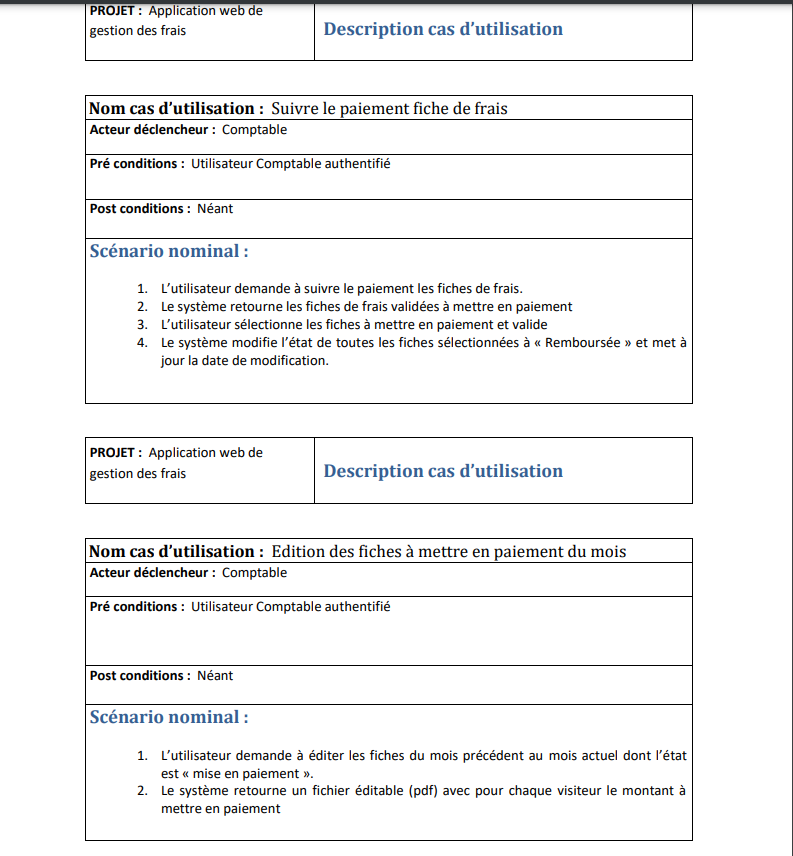 PROJET : Application web de
gestion des frais
Description cas d’utilisation
Nom cas d’utilisation : Suivre le paiement fiche de frais
Acteur déclencheur : Comptable
Pré conditions : Utilisateur Comptable authentifié
Post conditions : Néant
Scénario nominal :
1. L’utilisateur demande à suivre le paiement les fiches de frais.
2. Le système retourne les fiches de frais validées à mettre en paiement
3. L’utilisateur sélectionne les fiches à mettre en paiement et valide
4. Le système modifie l’état de toutes les fiches sélectionnées à « Remboursée » et met à
jour la date de modification.
PROJET : Application web de
gestion des frais
Description cas d’utilisation
Nom cas d’utilisation : Edition des fiches à mettre en paiement du mois
Acteur déclencheur : Comptable
Pré conditions : Utilisateur Comptable authentifié
Post conditions : Néant
Scénario nominal :
1. L’utilisateur demande à éditer les fiches du mois précédent au mois actuel dont l’état
est « mise en paiement ».
2. Le système retourne un fichier éditable (pdf) avec pour chaque visiteur le montant à
mettre en paiement